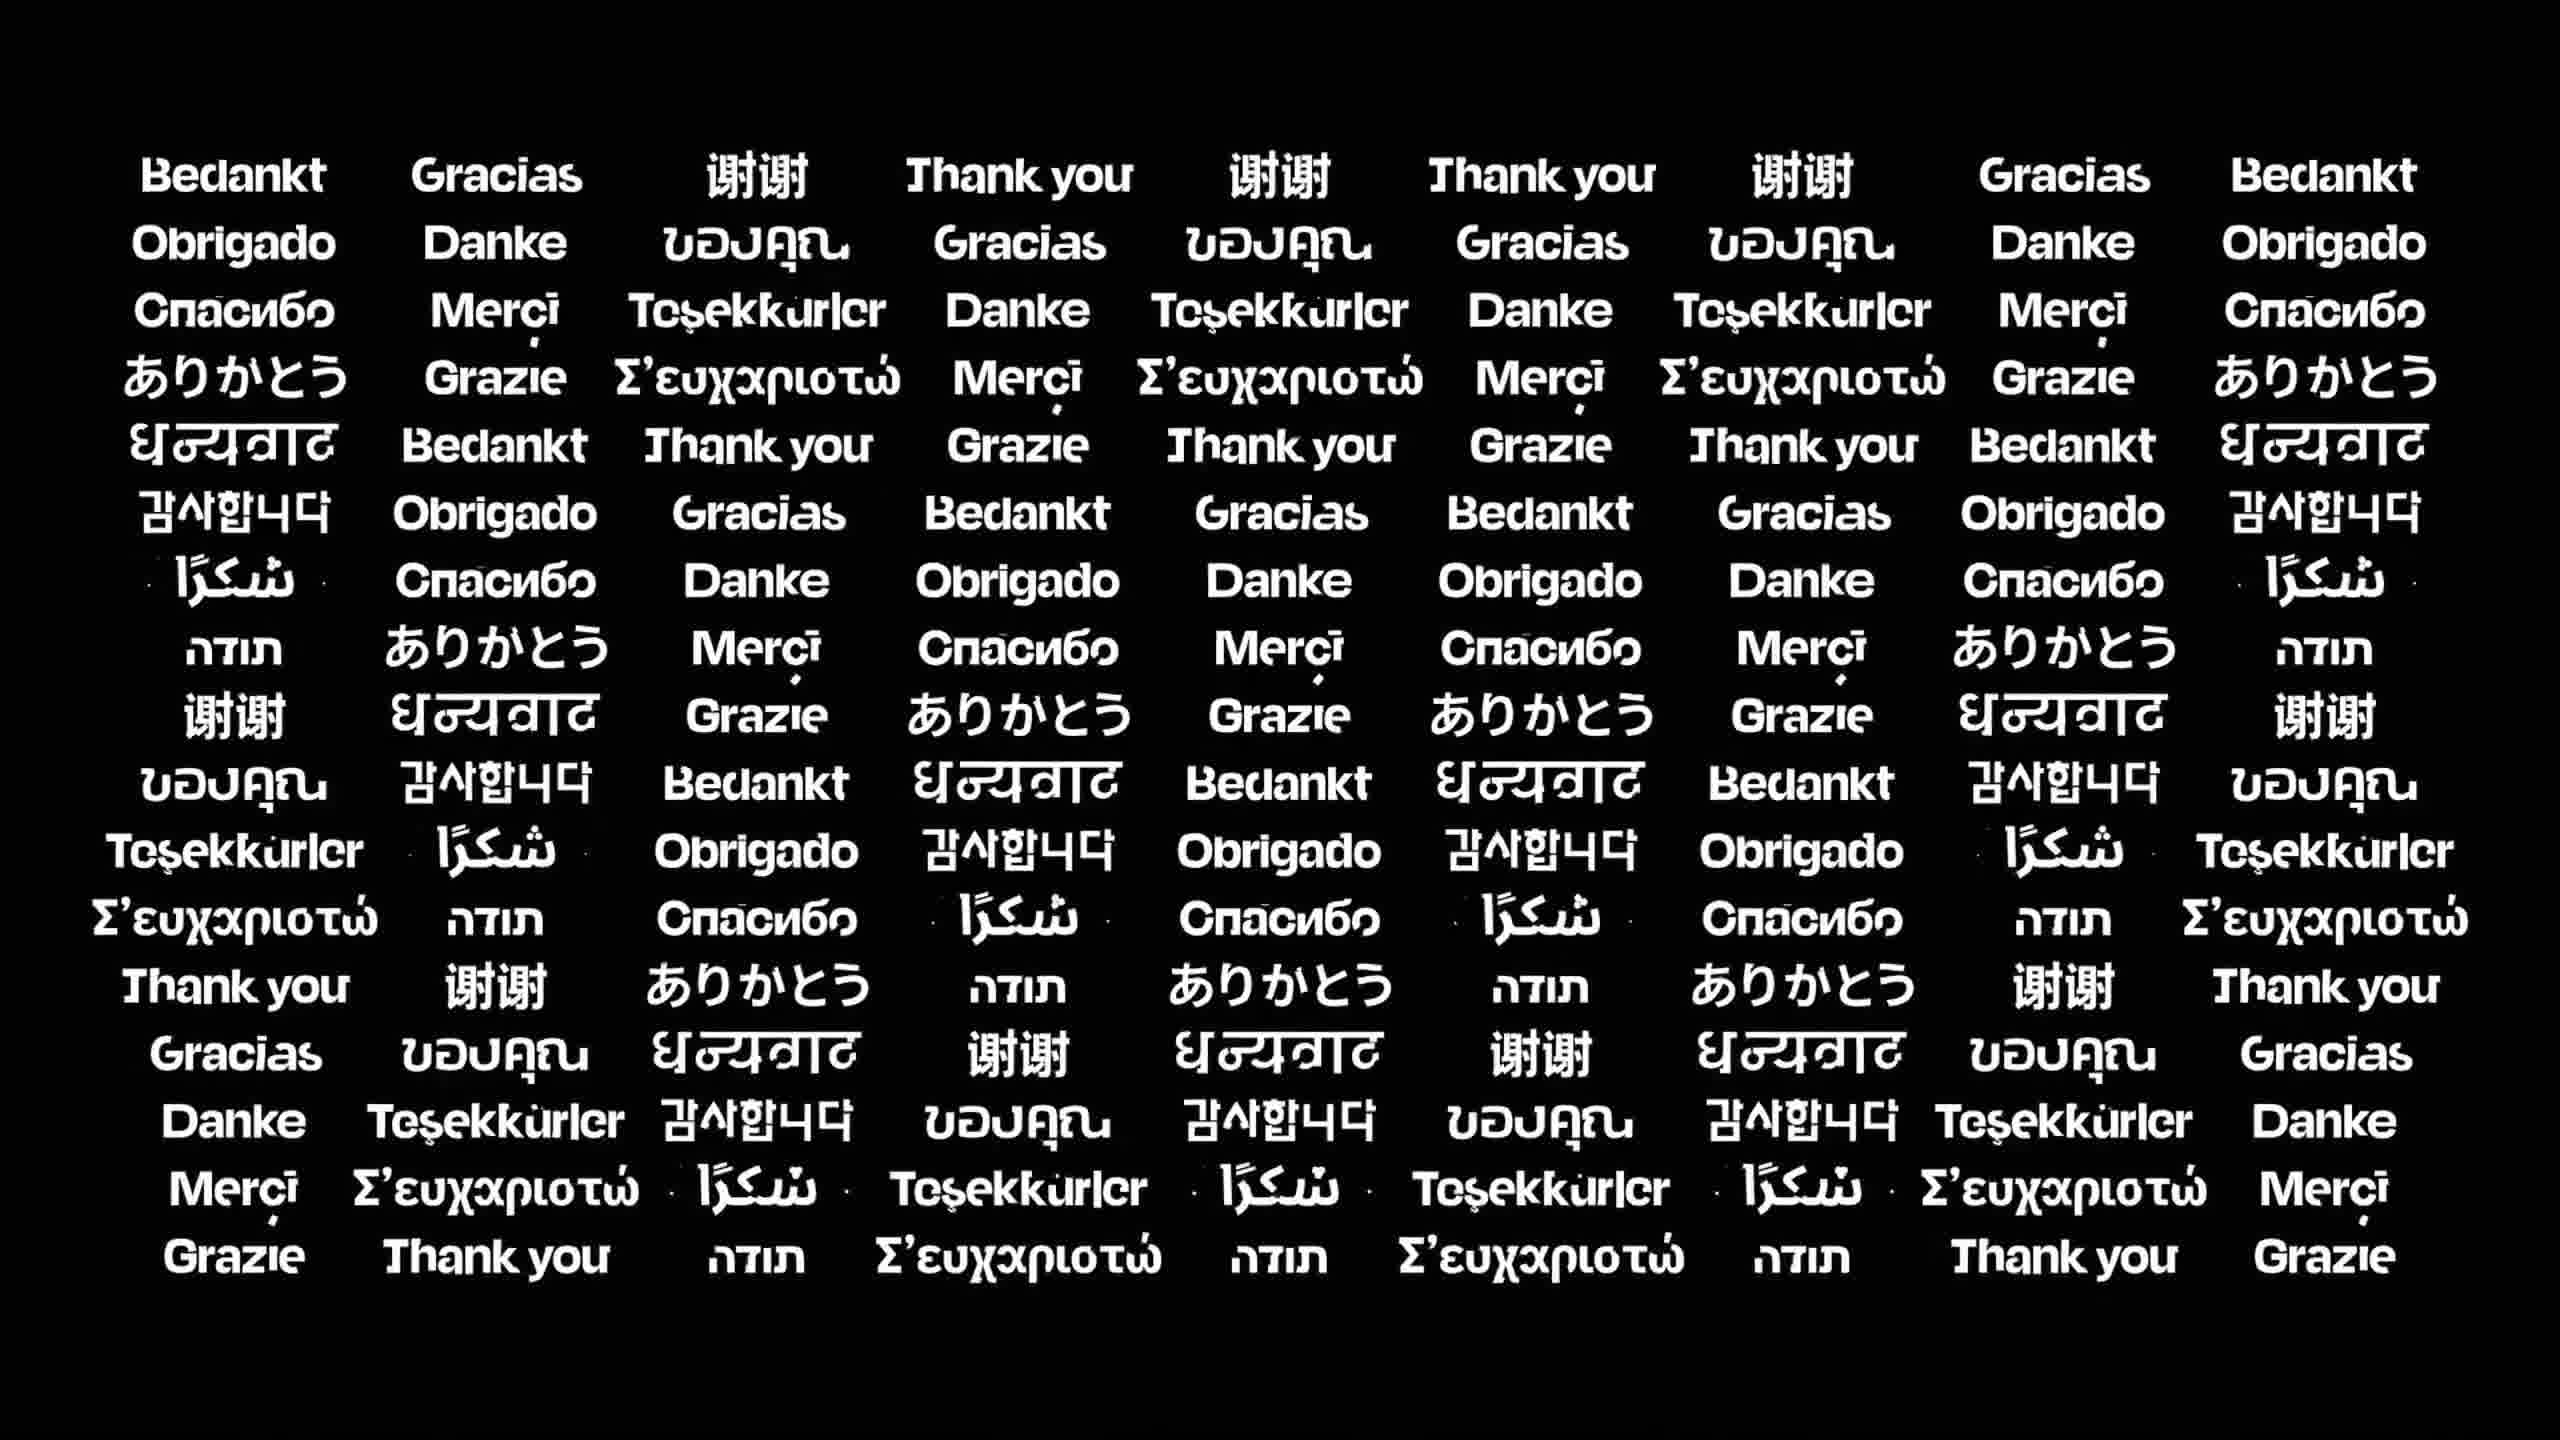 Bedankt Gracias 谢谢 Thank you 谢谢 Thank you 谢谢 Gracias Bedankt
Obrigado Danke ขอบคุณ Gracias ขอบคุณ Gracias ขอบคุณ Danke Obrigado
Спасибо Merci Teşekkürler Danke Teşekkürler Danke Teşekkürler Merci Спасибо
ありがとう Grazie Σ’ευχαριστώ Merci Σ’ευχαριστώ Merci Σ’ευχαριστώ Grazie ありがとう
धन्यवाद Bedankt Thank you Grazie Thank you Grazie Thank you Bedankt धन्यवाद
감사합니다 Obrigado Gracias Bedankt Gracias Bedankt Gracias Obrigado 감사합니다
شكرًا Спасибо Danke Obrigado Danke Obrigado Danke Спасибо شكرًا
תודה ありがとう Merci Спасибо Merci Спасибо Merci ありがとう תודה
谢谢 धन्यवाद Grazie ありがとう Grazie ありがとう Grazie धन्यवाद 谢谢
ขอบคุณ 감사합니다 Bedankt धन्यवाद Bedankt धन्यवाद Bedankt 감사합니다 ขอบคุณ
Teşekkürler شكرًا Obrigado 감사합니다 Obrigado 감사합니다 Obrigado شكرًا Teşekkürler
Σ’ευχαριστώ תודה Спасибо شكرًا Спасибо شكرًا Спасибо תודה Σ’ευχαριστώ
Thank you 谢谢 ありがとう תודה ありがとう תודה ありがとう 谢谢 Thank you
Gracias ขอบคุณ धन्यवाद 谢谢 धन्यवाद 谢谢 धन्यवाद ขอบคุณ Gracias
Danke Teşekkürler 감사합니다 ขอบคุณ 감사합니다 ขอบคุณ 감사합니다 Teşekkürler Danke
Merci Σ’ευχαριστώ شكرًا Teşekkürler شكرًا Teşekkürler شكرًا Σ’ευχαριστώ Merci
Grazie Thank you תודה Σ’ευχαριστώ תודה Σ’ευχαριστώ תודה Thank you Grazie